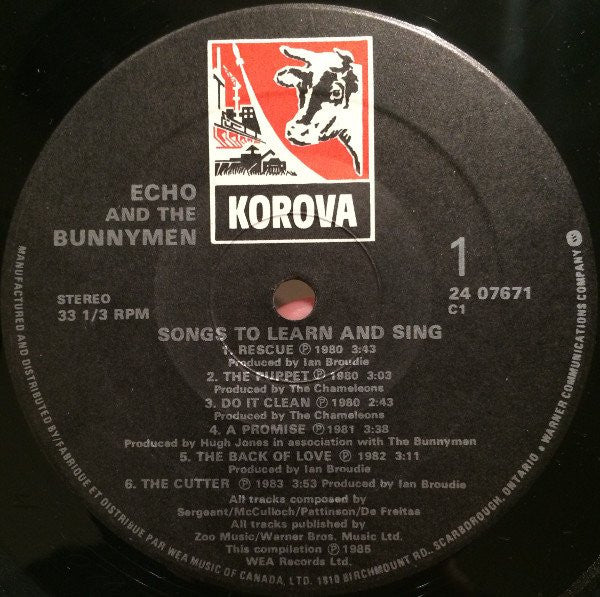 KOROVA
ECHO
AND THE
BUNNYMEN
1
STEREO
33 1/3 RPM
24 07671
C1
SONGS TO LEARN AND SING
1. RESCUE Ⓟ 1980 3:43
Produced by Ian Broudie
2. THE PUPPET Ⓟ 1980 3:03
Produced by The Chameleons
3. DO IT CLEAN Ⓟ 1980 2:43
Produced by The Chameleons
4. A PROMISE Ⓟ 1981 3:38
Produced by Hugh Jones in association with The Bunnymen
5. THE BACK OF LOVE Ⓟ 1982 3:11
Produced by Ian Broudie
6. THE CUTTER Ⓟ 1983 3:53 Produced by Ian Broudie
All tracks composed by
Sergeant/McCulloch/Pattinson/De Freitas
All tracks published by
Zoo Music/Warner Bros. Music Ltd.
This compilation Ⓟ 1985
WEA Records Ltd.
MANUFACTURED AND DISTRIBUTED BY/FABRIQUE ET DISTRIBUE PAR WEA MUSIC OF CANADA, LTD. 1810 BIRCHMOUNT RD., SCARBOROUGH, ONTARIO • WARNER COMMUNICATIONS COMPANY